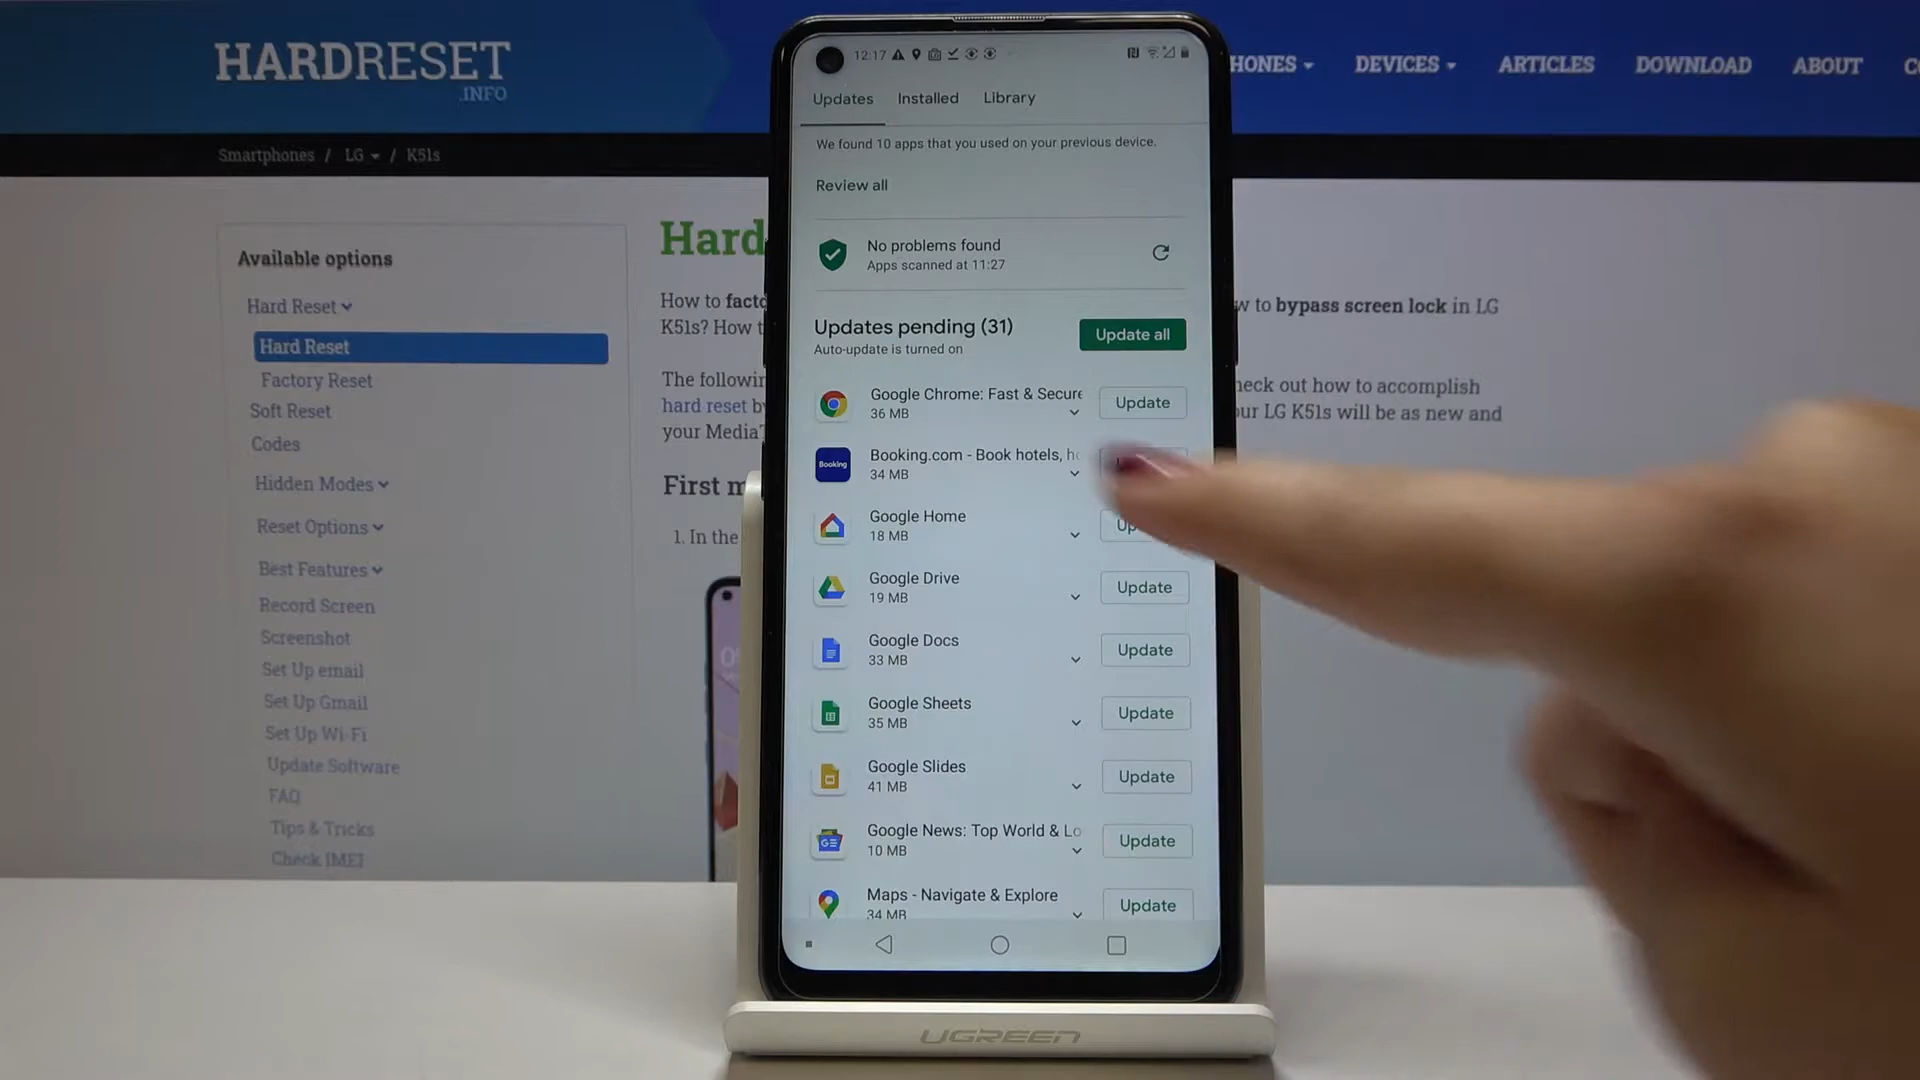 HARDRESET
.INFO
HONES
DEVICES
ARTICLES
DOWNLOAD
ABOUT
Smartphones / LG / K51s
Available options
Hard Reset
Hard Reset
Factory Reset
Soft Reset
Codes
Hidden Modes
Reset Options
Best Features
Record Screen
Screenshot
Set Up email
Set Up Gmail
Set Up Wi-Fi
Update Software
FAQ
Tips & Tricks
Check IMEI
Hard
How to
K51s? How
The
hard reset
your
First
1. In the
to bypass screen lock in LG
check out how to accomplish
LG K51s will be as new and
12:17
Updates
Installed
Library
We found 10 apps that you used on your previous device.
Review all
No problems found
Apps scanned at 11:27
Updates pending (31)
Auto-update is turned on
Update all
Google Chrome: Fast & Secure
36 MB
Update
Booking
Booking.com - Book hotels,
34 MB
Google Home
18 MB
Up
Google Drive
19 MB
Update
Google Docs
33 MB
Update
Google Sheets
35 MB
Update
Google Slides
41 MB
Update
GE
Google News: Top World & Lo
10 MB
Update
Maps - Navigate & Explore
34 MB
Update
UGREEN